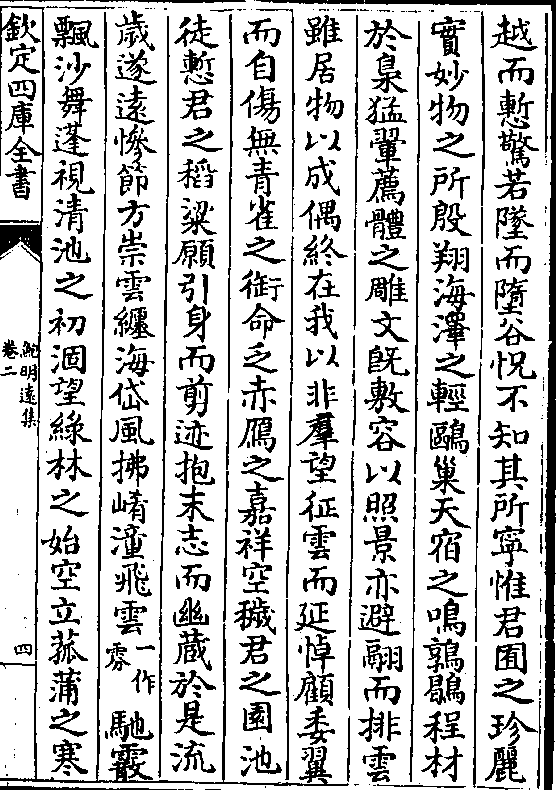 越而慙驚若墜而墮谷怳不知其所寧惟君囿之珍麗
實妙物之所殷翔海澤之輕鷗巢天宿之鳴鶉鶡程材
於梟猛翬薦體之雕文旣敷容以照景亦避翮而排雲
雖居物以成偶終在我以非羣望征雲而延悼顧委翼
而自傷無青雀之銜命乏赤鴈之嘉祥空穢君之園池
徒慙君之稻粱願引身而剪迹抱末志而幽藏於是流
歲遂遠慘節方崇雲纏海岱風拂崤潼飛雲一作雰馳霰
飄沙舞蓬視清池之初涸望綠林之始空立菰蒲之寒
欽定四庫全書
鮑明遠集
卷二
四